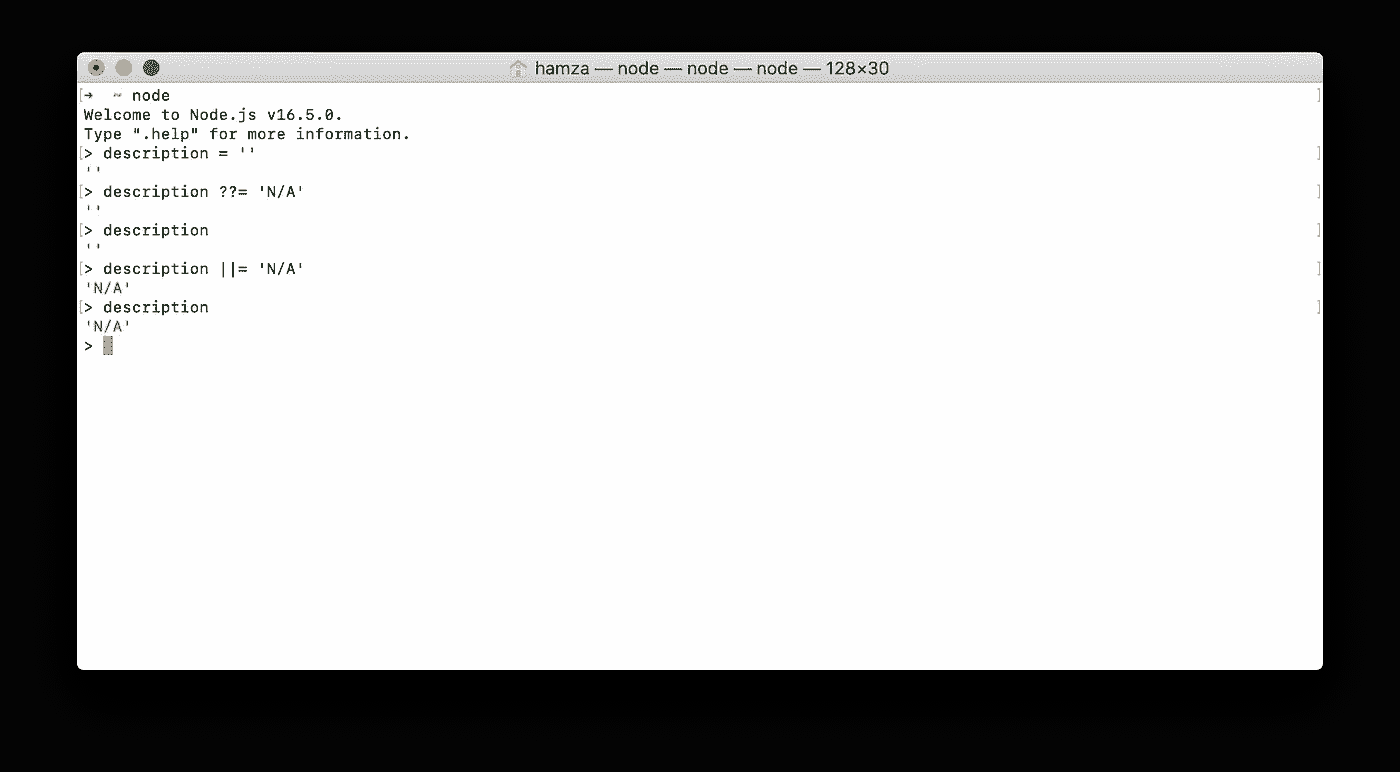 hamza — node — node — node — 128×30
[➜  ~ node ]
Welcome to Node.js v16.5.0.
Type ".help" for more information.
[> description = '' ]
''
[> description ??= 'N/A' ]
''
[> description ]
''
[> description ||= 'N/A' ]
'N/A'
[> description ]
'N/A'
>